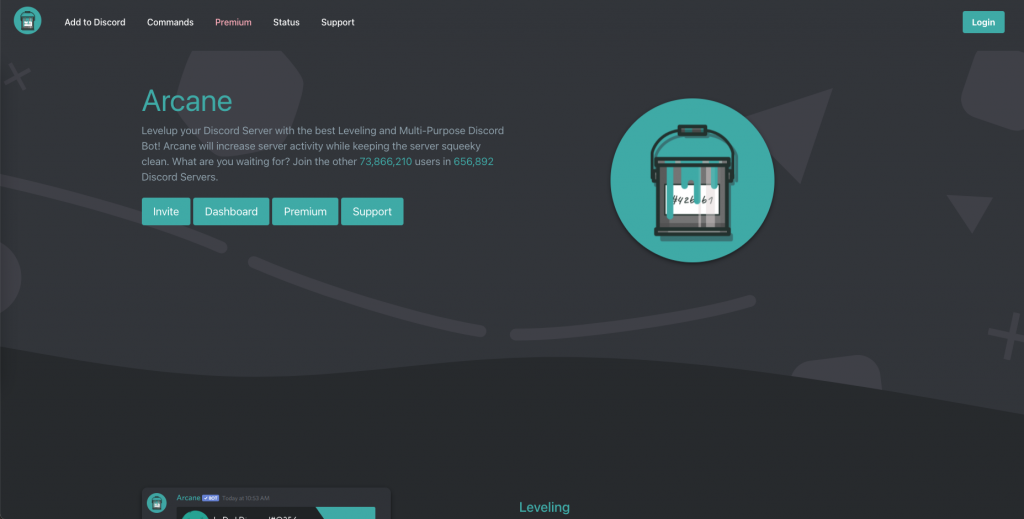 Add to Discord Commands Premium Status Support Login
Arcane
Levelup your Discord Server with the best Leveling and Multi-Purpose Discord
Bot! Arcane will increase server activity while keeping the server squeeky
clean. What are you waiting for? Join the other 73,866,210 users in 656,892
Discord Servers.
Invite Dashboard Premium Support
Arcane BOT Today at 10:53 AM
Leveling